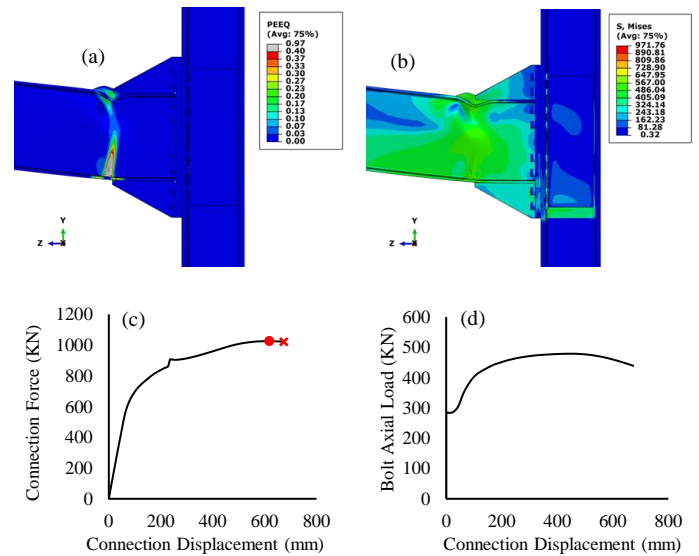 (a)
PEEQ
(Avg: 75%)
0.97
0.40
0.37
0.33
0.30
0.27
0.23
0.20
0.17
0.13
0.10
0.07
0.03
0.00
Y
Z
(b)
S, Mises
(Avg: 75%)
971.76
890.81
809.86
728.90
647.95
567.00
486.04
405.09
324.14
243.18
162.23
81.28
0.32
Y
Z
(c)
Connection Force (KN)
1200
1000
800
600
400
200
0
0 200 400 600 800
Connection Displacement (mm)
(d)
Bolt Axial Load (KN)
600
500
400
300
200
100
0
0 200 400 600 800
Connection Displacement (mm)